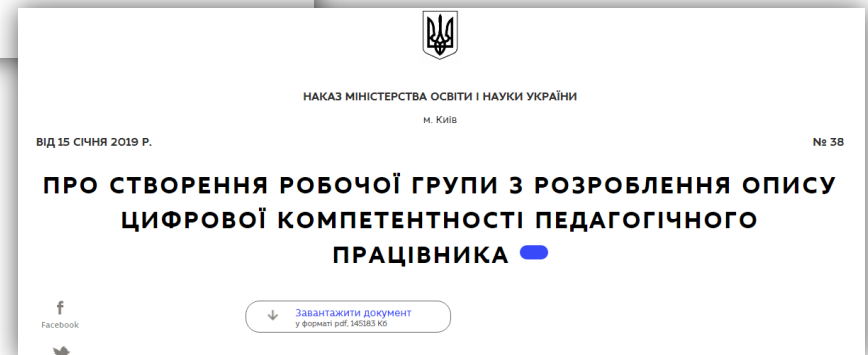 НАКАЗ МІНІСТЕРСТВА ОСВІТИ І НАУКИ УКРАЇНИ
м. Київ
ВІД 15 СІЧНЯ 2019 Р. № 38
ПРО СТВОРЕННЯ РОБОЧОЇ ГРУПИ З РОЗРОБЛЕННЯ ОПИСУ
ЦИФРОВОЇ КОМПЕТЕНТНОСТІ ПЕДАГОГІЧНОГО
ПРАЦІВНИКА
Facebook
Завантажити документ
у форматі pdf, 145183 Кб